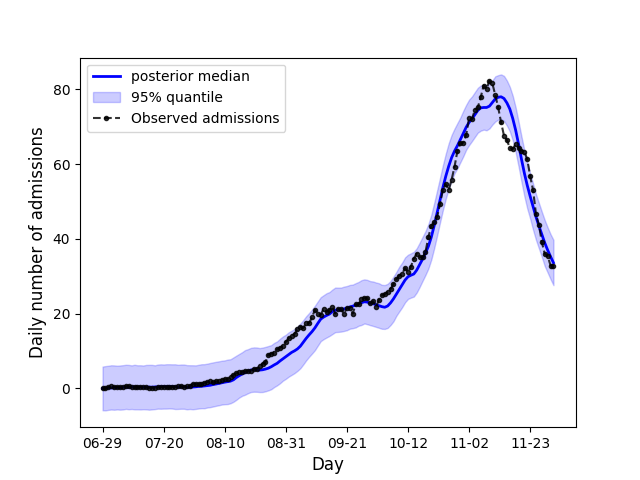 posterior median
95% quantile
Observed admissions
Daily number of admissions
80
60
40
20
0
06-29 07-20 08-10 08-31 09-21 10-12 11-02 11-23
Day